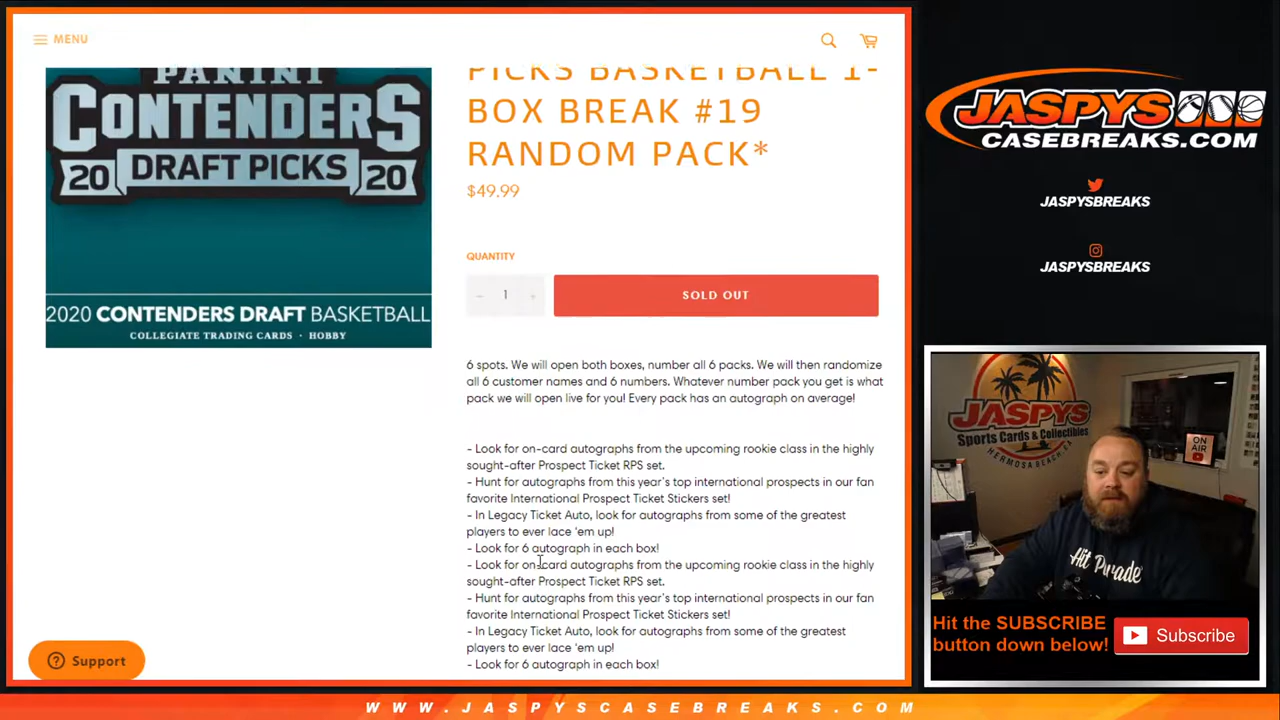 MENU
PANINI
CONTENDERS
20 DRAFT PICKS 20
2020 CONTENDERS DRAFT BASKETBALL
COLLEGIATE TRADING CARDS · HOBBY
PICKS BASKETBALL 1-
BOX BREAK #19
RANDOM PACK*
$49.99
QUANTITY
− 1 +
SOLD OUT
6 spots. We will open both boxes, number all 6 packs. We will then randomize
all 6 customer names and 6 numbers. Whatever number pack you get is what
pack we will open live for you! Every pack has an autograph on average!
- Look for on-card autographs from the upcoming rookie class in the highly
sought-after Prospect Ticket RPS set.
- Hunt for autographs from this year's top international prospects in our fan
favorite International Prospect Ticket Stickers set!
- In Legacy Ticket Auto, look for autographs from some of the greatest
players to ever lace 'em up!
- Look for 6 autograph in each box!
- Look for on-card autographs from the upcoming rookie class in the highly
sought-after Prospect Ticket RPS set.
- Hunt for autographs from this year's top international prospects in our fan
favorite International Prospect Ticket Stickers set!
- In Legacy Ticket Auto, look for autographs from some of the greatest
players to ever lace 'em up!
- Look for 6 autograph in each box!
? Support
JASPYS
CASEBREAKS.COM
JASPYSBREAKS
JASPYSBREAKS
JASPYS
Sports Cards & Collectibles
HERMOSA BEACH, CA
ON
AIR
Hit Parade
Hit the SUBSCRIBE
button down below!
Subscribe
WWW.JASPYSCASEBREAKS.COM